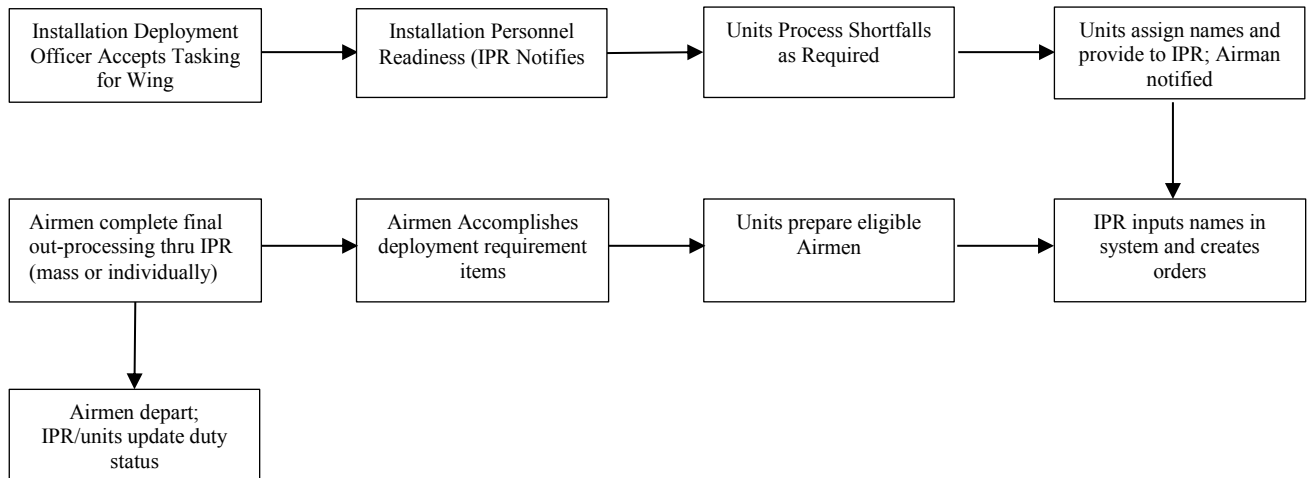 Installation Deployment
Officer Accepts Tasking
for Wing
Installation Personnel
Readiness (IPR Notifies
Units Process Shortfalls
as Required
Units assign names and
provide to IPR; Airman
notified
Airmen complete final
out-processing thru IPR
(mass or individually)
Airmen Accomplishes
deployment requirement
items
Units prepare eligible
Airmen
IPR inputs names in
system and creates
orders
Airmen depart;
IPR/units update duty
status